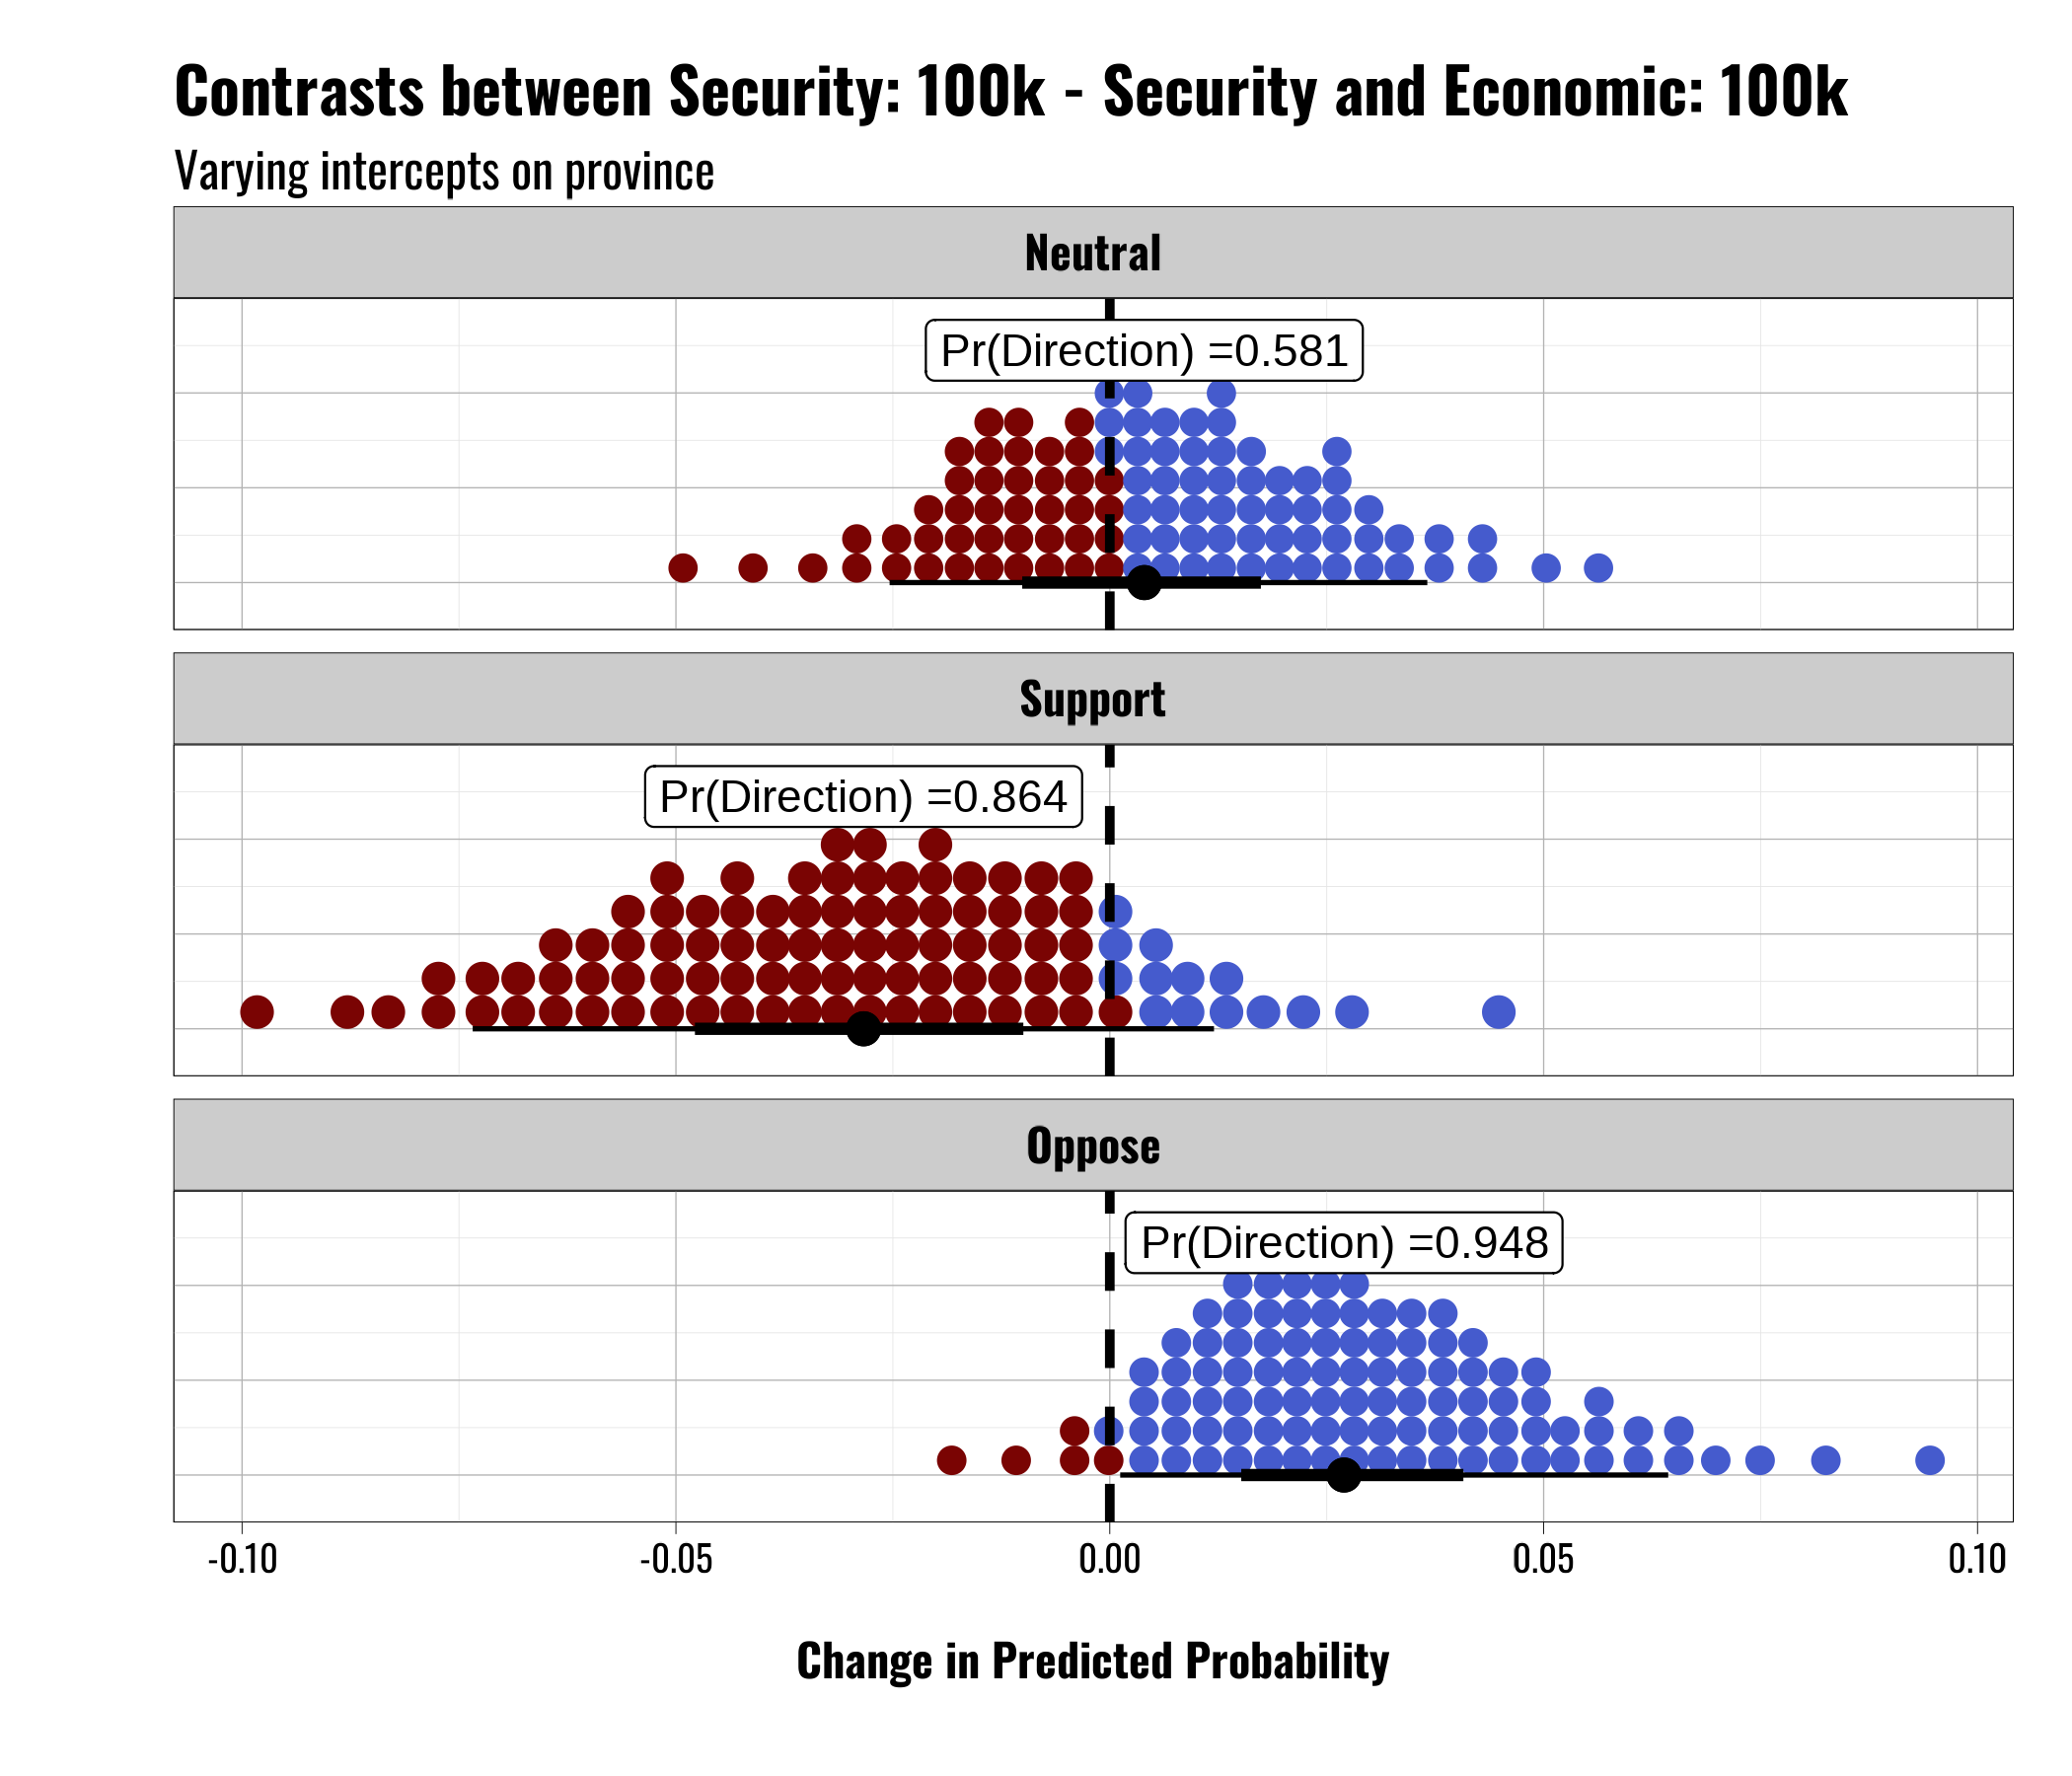 Contrasts between Security: 100k - Security and Economic: 100k
Varying intercepts on province
Neutral
Pr(Direction) =0.581
Support
Pr(Direction) =0.864
Oppose
Pr(Direction) =0.948
-0.10 -0.05 0.00 0.05 0.10
Change in Predicted Probability